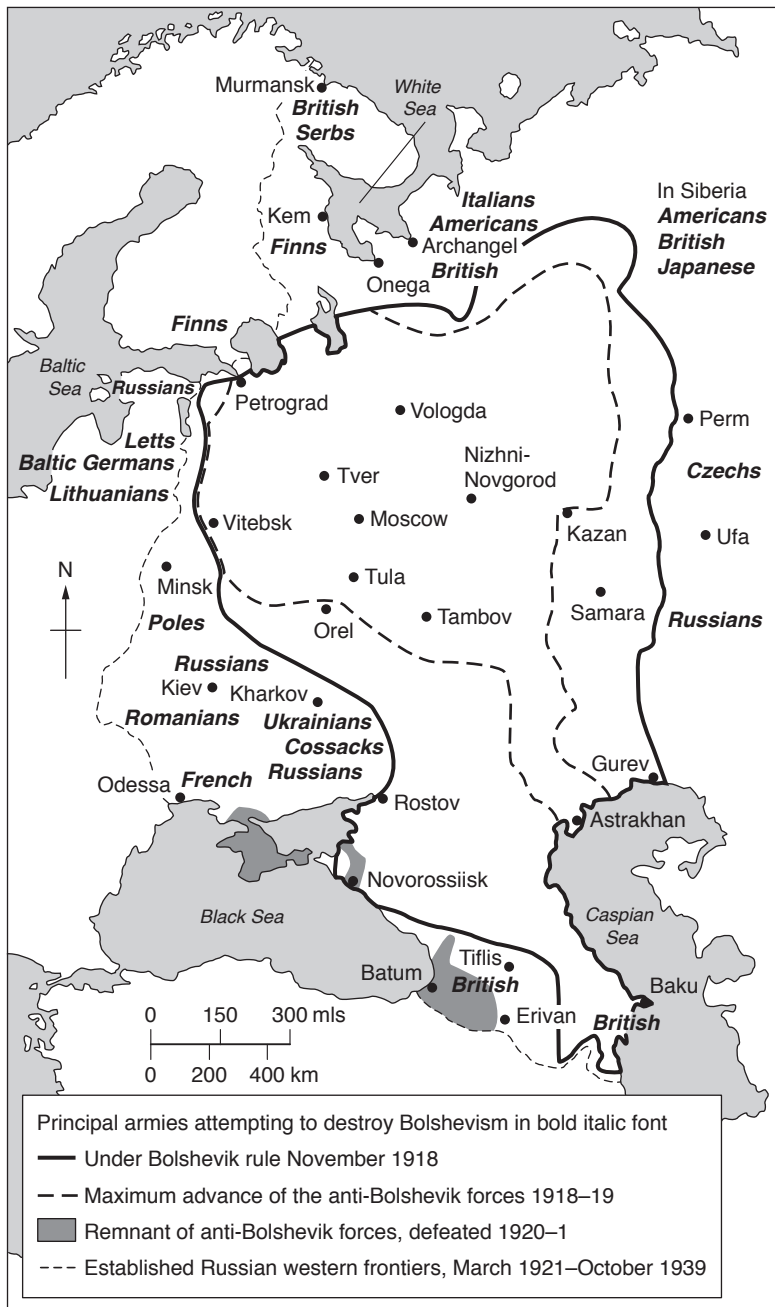 Murmansk
British
Serbs
White
Sea
Kem
Finns
Italians
Americans
Archangel
British
Onega
In Siberia
Americans
British
Japanese
Finns
Baltic
Sea
Russians
Petrograd
Vologda
Perm
Letts
Baltic Germans
Lithuanians
Tver
Nizhni-
Novgorod
Czechs
Vitebsk
Moscow
Kazan
Ufa
N
Minsk
Tula
Samara
Poles
Orel
Tambov
Russians
Russians
Kiev
Kharkov
Romanians
Ukrainians
Cossacks
Russians
Odessa
French
Gurev
Rostov
Astrakhan
Novorossiisk
Black Sea
Caspian
Sea
Tiflis
Batum
British
Baku
Erivan
British
0 150 300 mls
0 200 400 km
Principal armies attempting to destroy Bolshevism in bold italic font
Under Bolshevik rule November 1918
Maximum advance of the anti-Bolshevik forces 1918–19
Remnant of anti-Bolshevik forces, defeated 1920–1
Established Russian western frontiers, March 1921–October 1939